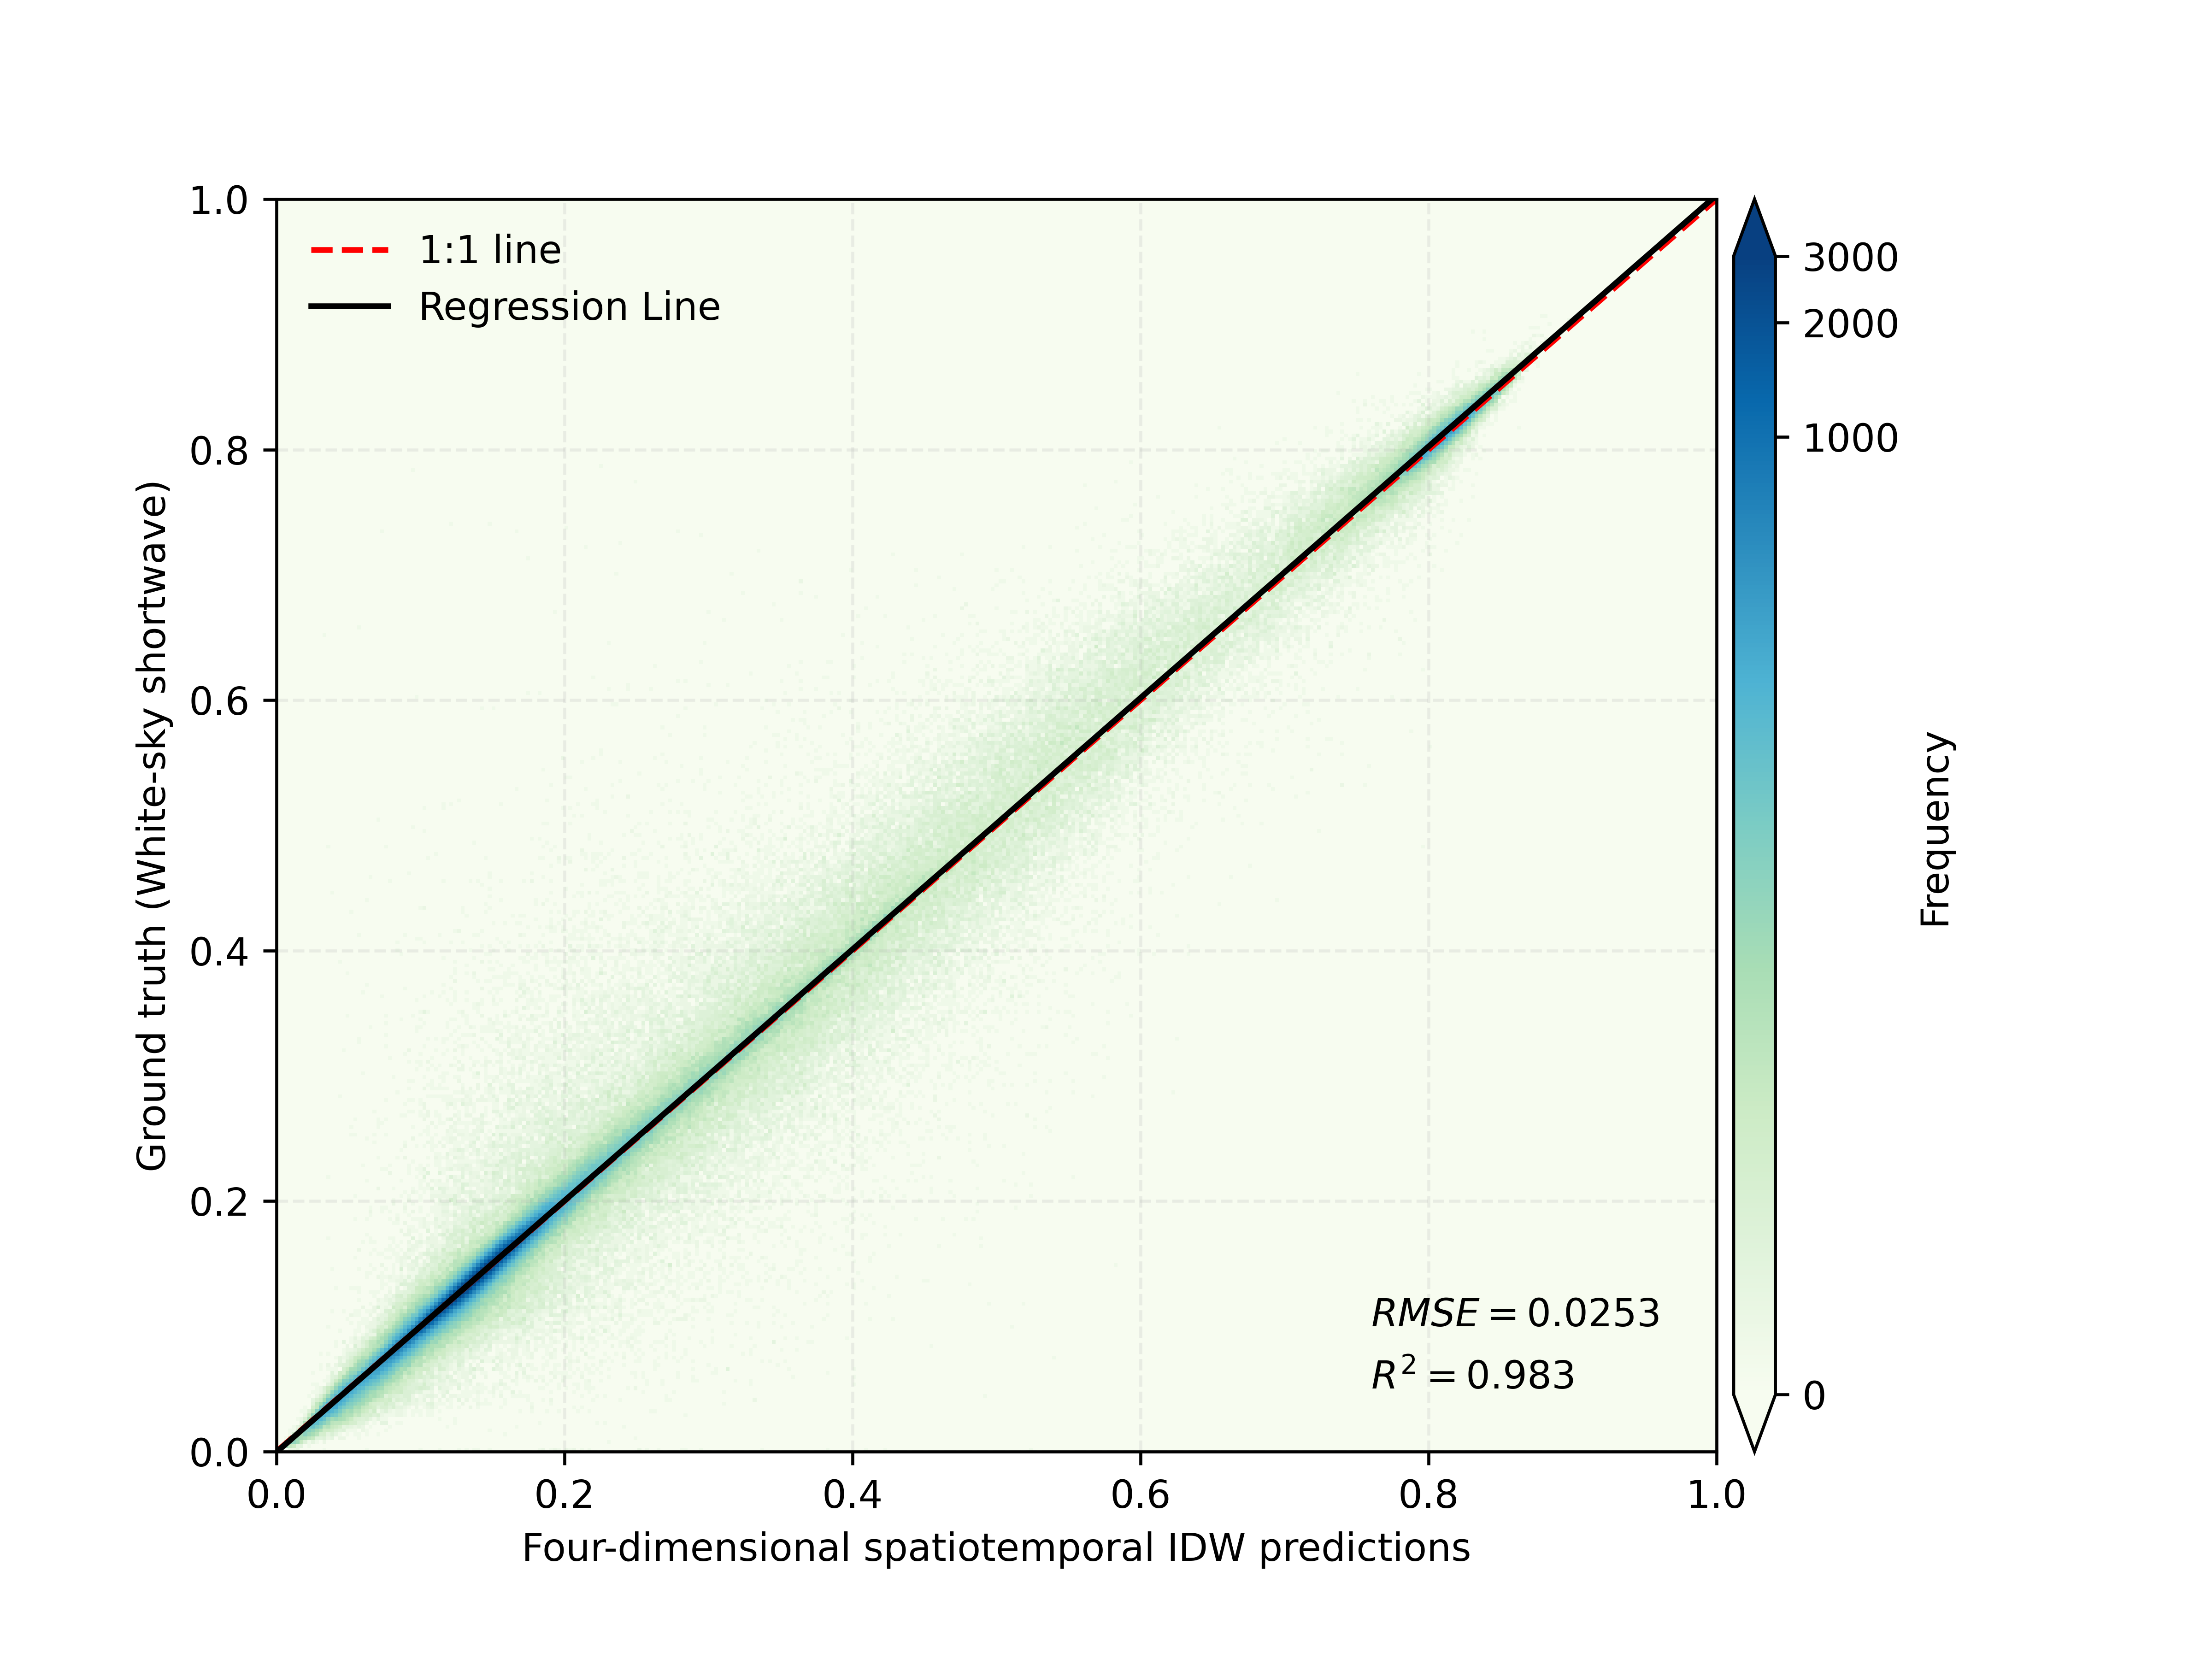 1:1 line
Regression Line
1.0
0.8
0.6
0.4
0.2
0.0
Ground truth (White-sky shortwave)
0.0 0.2 0.4 0.6 0.8 1.0
Four-dimensional spatiotemporal IDW predictions
RMSE = 0.0253
R² = 0.983
3000
2000
1000
0
Frequency